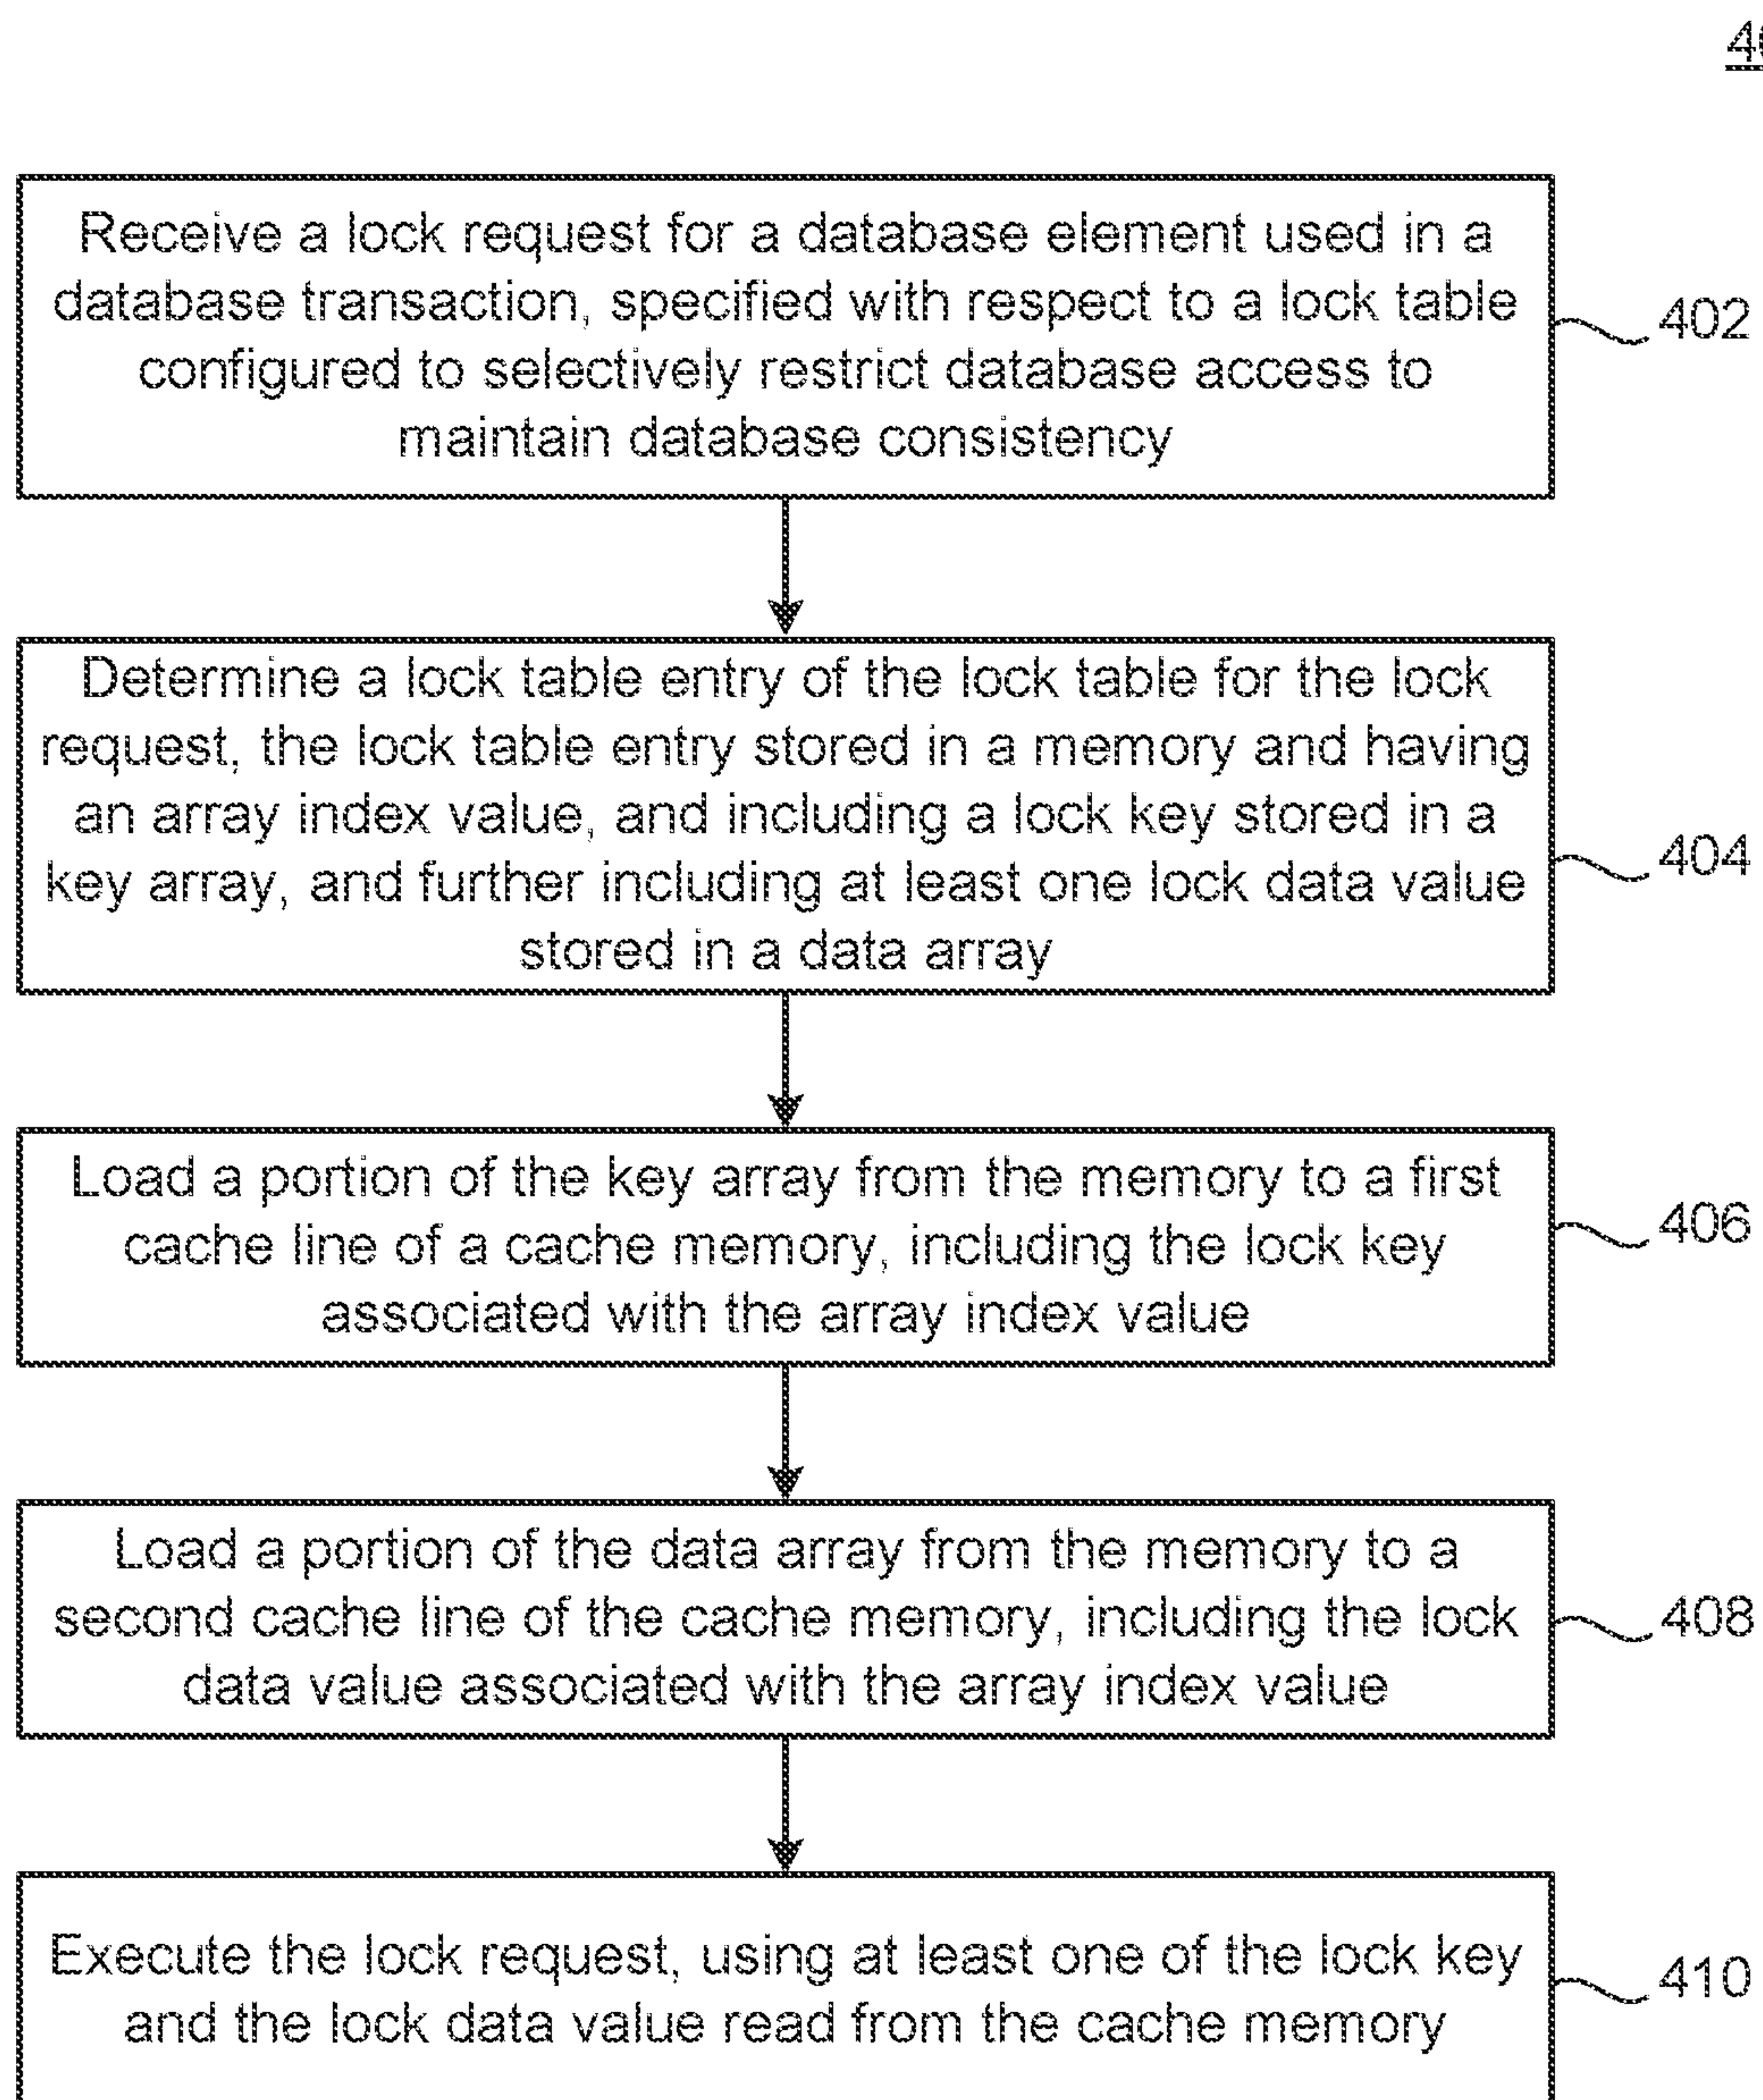 Receive a lock request for a database element used in a
database transaction, specified with respect to a lock table
configured to selectively restrict database access to
maintain database consistency
402
Determine a lock table entry of the lock table for the lock
request, the lock table entry stored in a memory and having
an array index value, and including a lock key stored in a
key array, and further including at least one lock data value
stored in a data array
404
Load a portion of the key array from the memory to a first
cache line of a cache memory, including the lock key
associated with the array index value
406
Load a portion of the data array from the memory to a
second cache line of the cache memory, including the lock
data value associated with the array index value
408
Execute the lock request, using at least one of the lock key
and the lock data value read from the cache memory
410